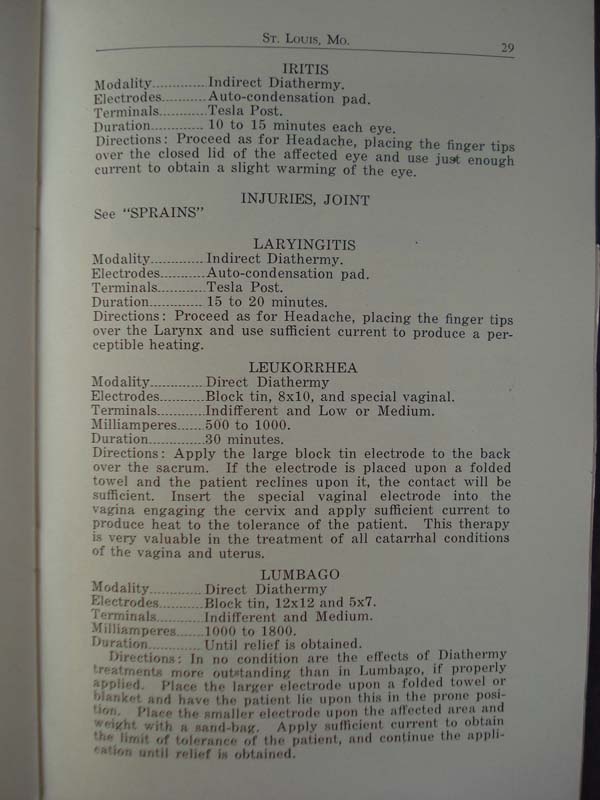 St. Louis, Mo.
29
IRITIS
Modality.............Indirect Diathermy.
Electrodes...........Auto-condensation pad.
Terminals............Tesla Post.
Duration............. 10 to 15 minutes each eye.
Directions: Proceed as for Headache, placing the finger tips
over the closed lid of the affected eye and use just enough
current to obtain a slight warming of the eye.
INJURIES, JOINT
See "SPRAINS"
LARYINGITIS
Modality.............Indirect Diathermy.
Electrodes...........Auto-condensation pad.
Terminals............Tesla Post.
Duration............. 15 to 20 minutes.
Directions: Proceed as for Headache, placing the finger tips
over the Larynx and use sufficient current to produce a per-
ceptible heating.
LEUKORRHEA
Modality............. Direct Diathermy
Electrodes...........Block tin, 8x10, and special vaginal.
Terminals............Indifferent and Low or Medium.
Milliamperes.......500 to 1000.
Duration..............30 minutes.
Directions: Apply the large block tin electrode to the back
over the sacrum. If the electrode is placed upon a folded
towel and the patient reclines upon it, the contact will be
sufficient. Insert the special vaginal electrode into the
vagina engaging the cervix and apply sufficient current to
produce heat to the tolerance of the patient. This therapy
is very valuable in the treatment of all catarrhal conditions
of the vagina and uterus.
LUMBAGO
Modality............. Direct Diathermy
Electrodes...........Block tin, 12x12 and 5x7.
Terminals............Indifferent and Medium.
Milliamperes.......1000 to 1800.
Duration............. Until relief is obtained.
Directions: In no condition are the effects of Diathermy
treatments more outstanding than in Lumbago, if properly
applied. Place the larger electrode upon a folded towel or
blanket and have the patient lie upon this in the prone posi-
tion. Place the smaller electrode upon the affected area and
weight with a sand-bag. Apply sufficient current to obtain
the limit of tolerance of the patient, and continue the appli-
cation until relief is obtained.